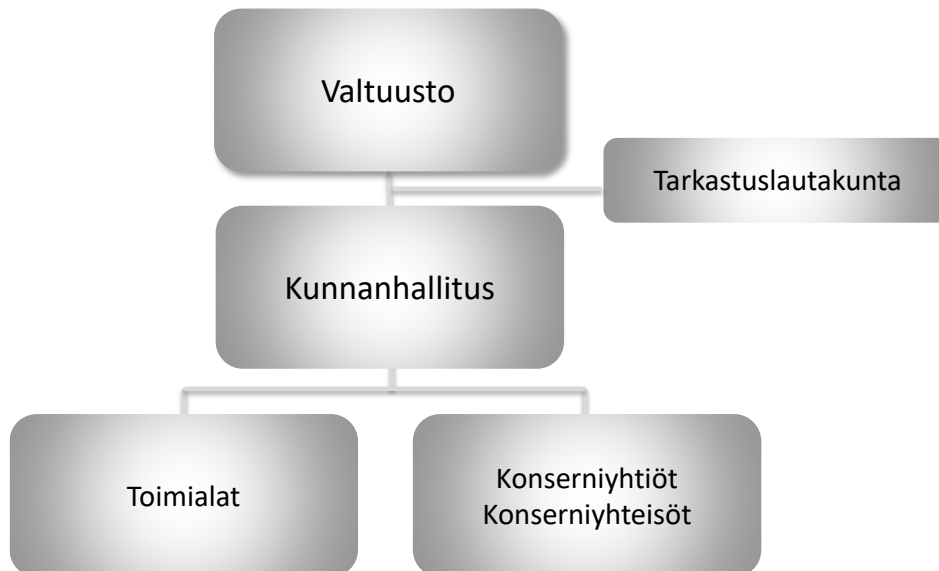 Valtuusto
Tarkastuslautakunta
Kunnanhallitus
Toimialat
Konserniyhtiöt
Konserniyhteisöt